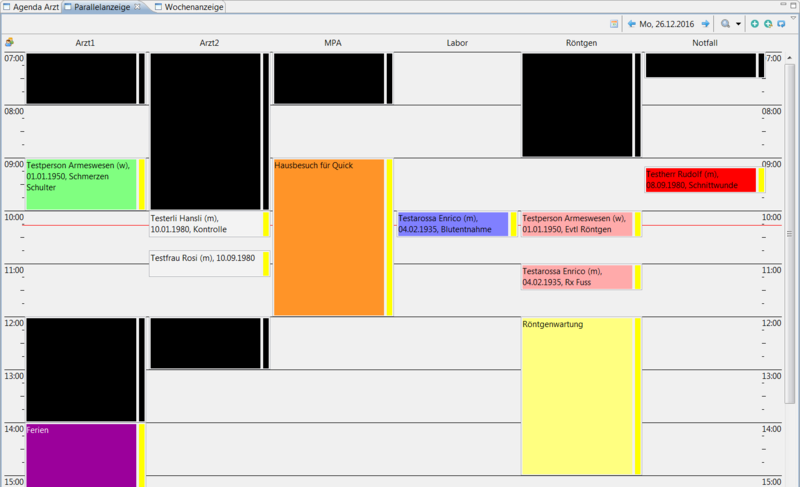 Agenda Arzt Parallelanzeige Wochenanzeige
Mo, 26.12.2016
Arzt1 Arzt2 MPA Labor Röntgen Notfall
07:00 07:00
08:00 08:00
09:00 09:00
Testperson Armeswesen (w),
01.01.1950, Schmerzen
Schulter
Hausbesuch für Quick
Testherr Rudolf (m),
08.09.1980, Schnittwunde
10:00 10:00
Testerli Hansli (m),
10.01.1980, Kontrolle
Testarossa Enrico (m),
04.02.1935, Blutentnahme
Testperson Armeswesen (w),
01.01.1950, Evtl Röntgen
Testfrau Rosi (m), 10.09.1980
11:00 11:00
Testarossa Enrico (m),
04.02.1935, Rx Fuss
12:00 12:00
Röntgenwartung
13:00 13:00
14:00 14:00
Ferien
15:00 15:00